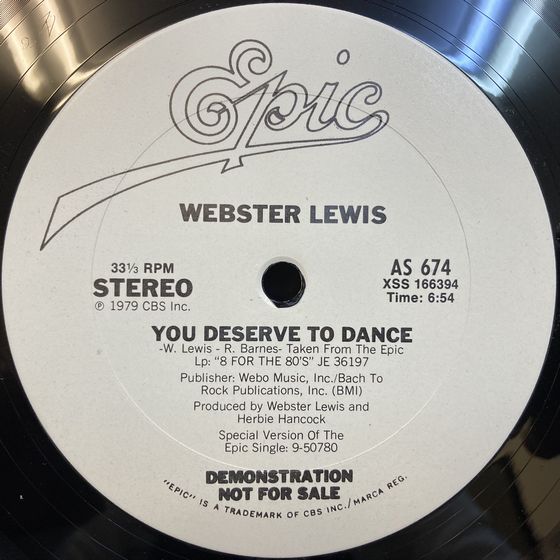 Epic
WEBSTER LEWIS
33⅓ RPM
STEREO
℗ 1979 CBS Inc.
AS 674
XSS 166394
Time: 6:54
YOU DESERVE TO DANCE
-W. Lewis - R. Barnes- Taken From The Epic
Lp: "8 FOR THE 80'S" JE 36197
Publisher: Webo Music, Inc./Bach To
Rock Publications, Inc. (BMI)
Produced by Webster Lewis and
Herbie Hancock
Special Version Of The
Epic Single: 9-50780
DEMONSTRATION
NOT FOR SALE
"EPIC" IS A TRADEMARK OF CBS INC./MARCA REG.